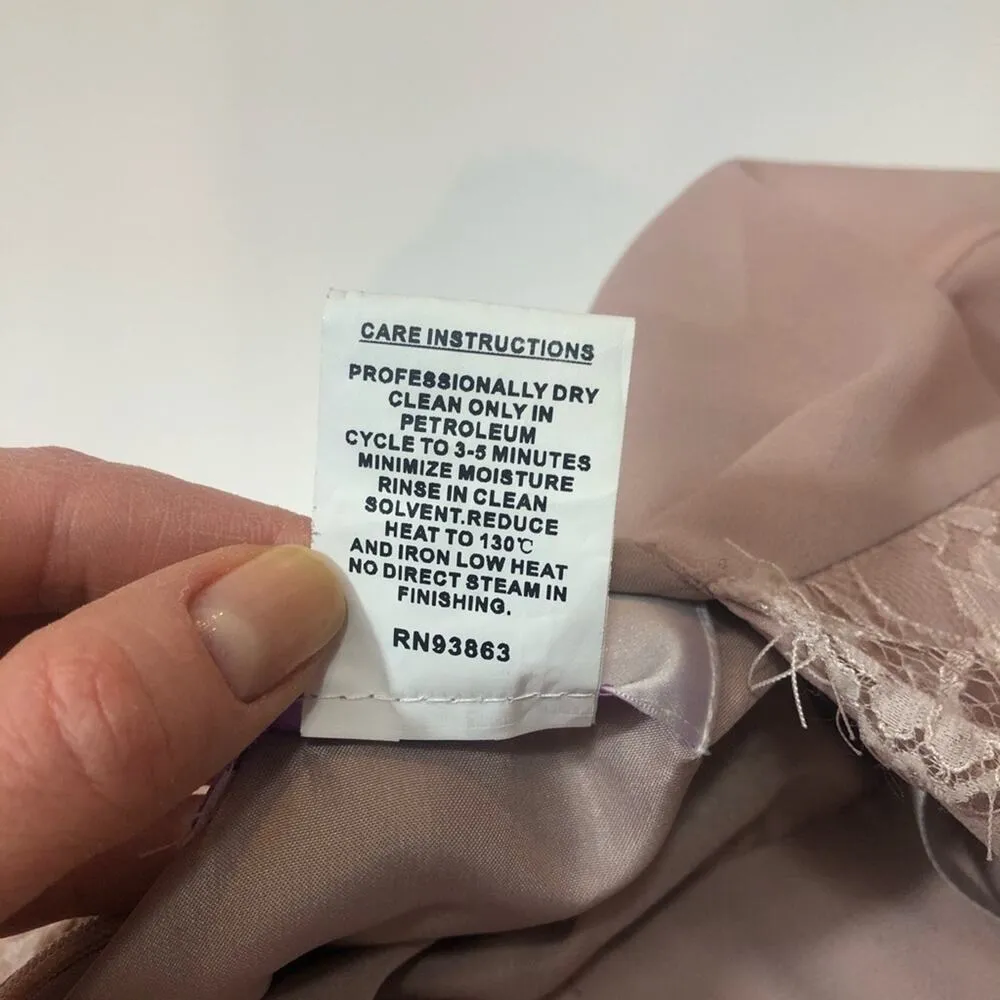 CARE INSTRUCTIONS
PROFESSIONALLY DRY
CLEAN ONLY IN
PETROLEUM
CYCLE TO 3-5 MINUTES
MINIMIZE MOISTURE
RINSE IN CLEAN
SOLVENT.REDUCE
HEAT TO 130℃
AND IRON LOW HEAT
NO DIRECT STEAM IN
FINISHING.
RN93863